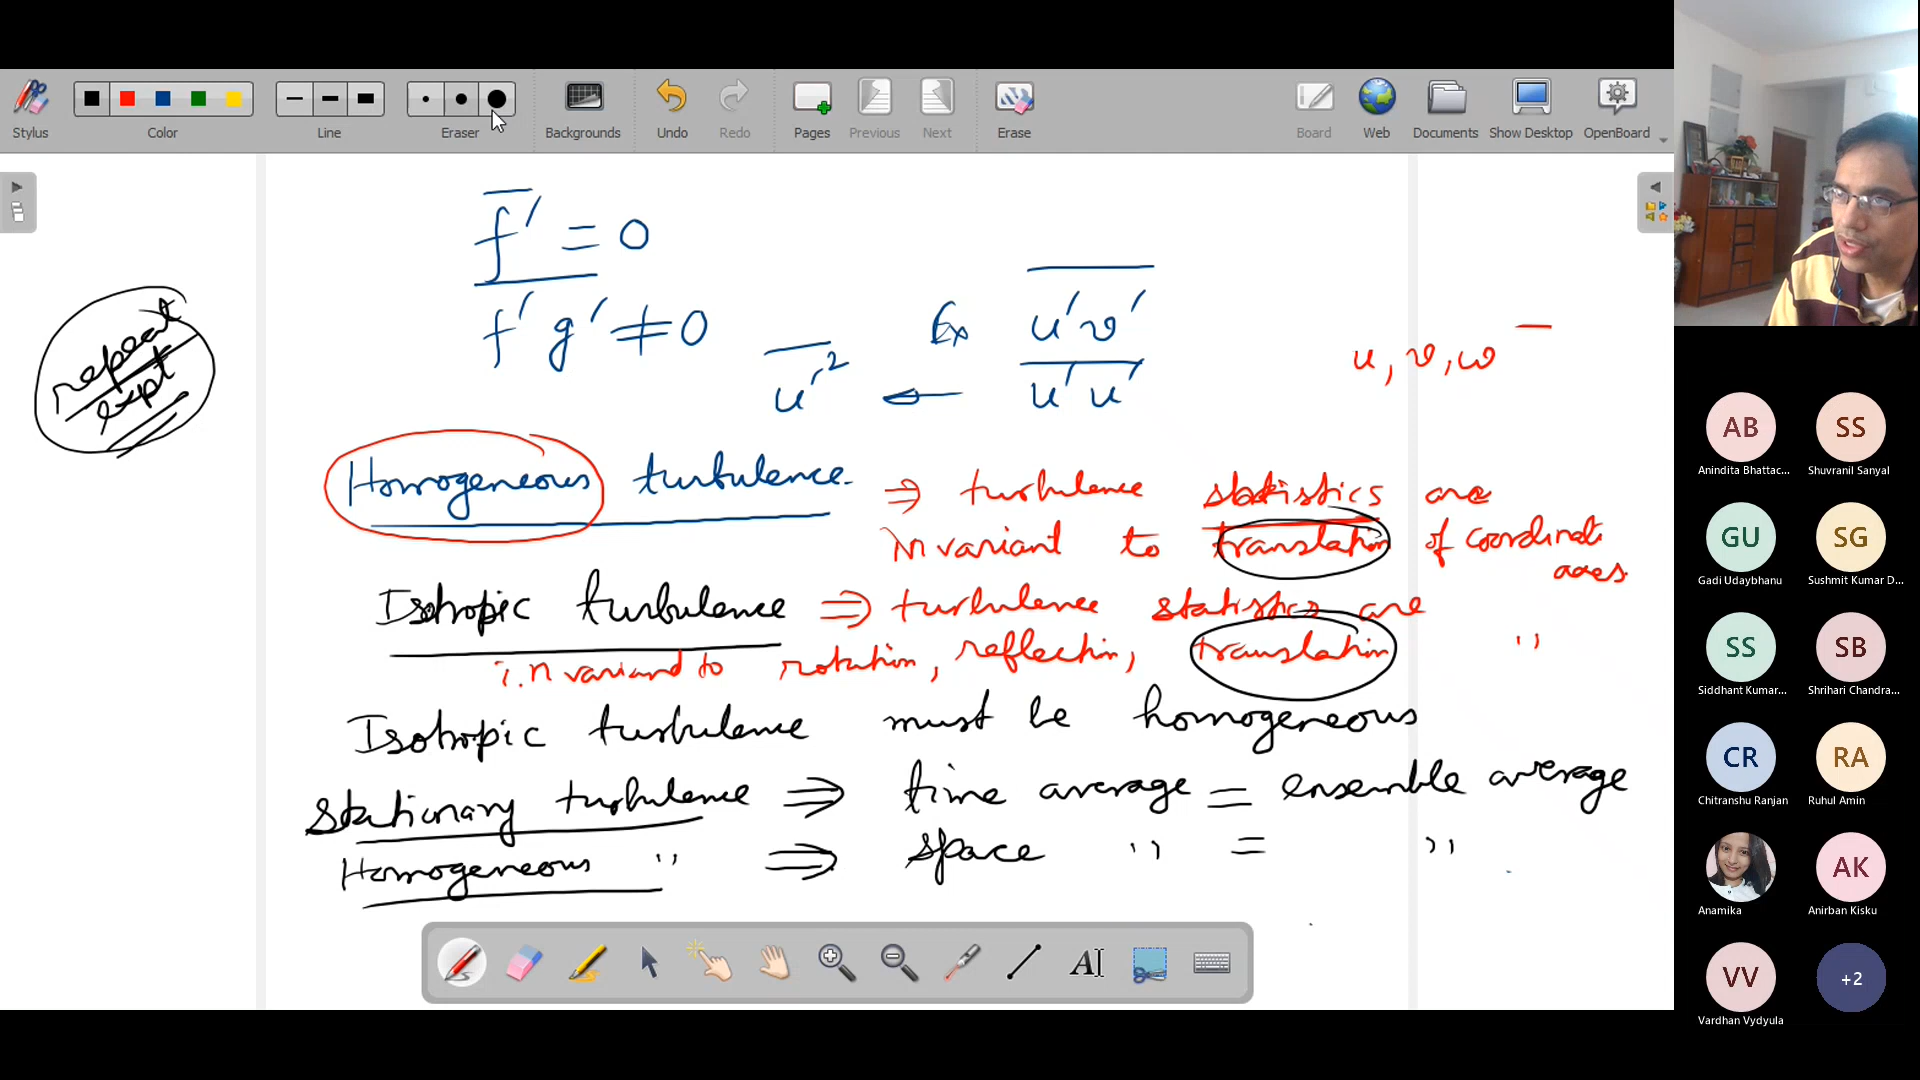 Stylus Color Line Eraser Backgrounds Undo Redo Pages Previous Next Erase Board Web Documents Show Desktop OpenBoard
f' = 0
f' g' ≠ 0
u'²
Ex
u'v'
u'u'
u, v, w
repeat
expt
Homogeneous turbulence. ⇒ turbulence statistics are
invariant to translation of coordinate
axes.
Isotropic turbulence ⇒ turbulence statistics are
invariant to rotation, reflection, translation "
Isotropic turbulence must be homogeneous
Stationary turbulence ⇒ time average = ensemble average
Homogeneous " ⇒ space " = "
AB SS
Anindita Bhattac... Shuvranil Sanyal
GU SG
Gadi Udaybhanu Sushmit Kumar D...
SS SB
Siddhant Kumar... Shrihari Chandra...
CR RA
Chitranshu Ranjan Ruhul Amin
AK
Anamika Anirban Kisku
VV +2
Vardhan Vydyula